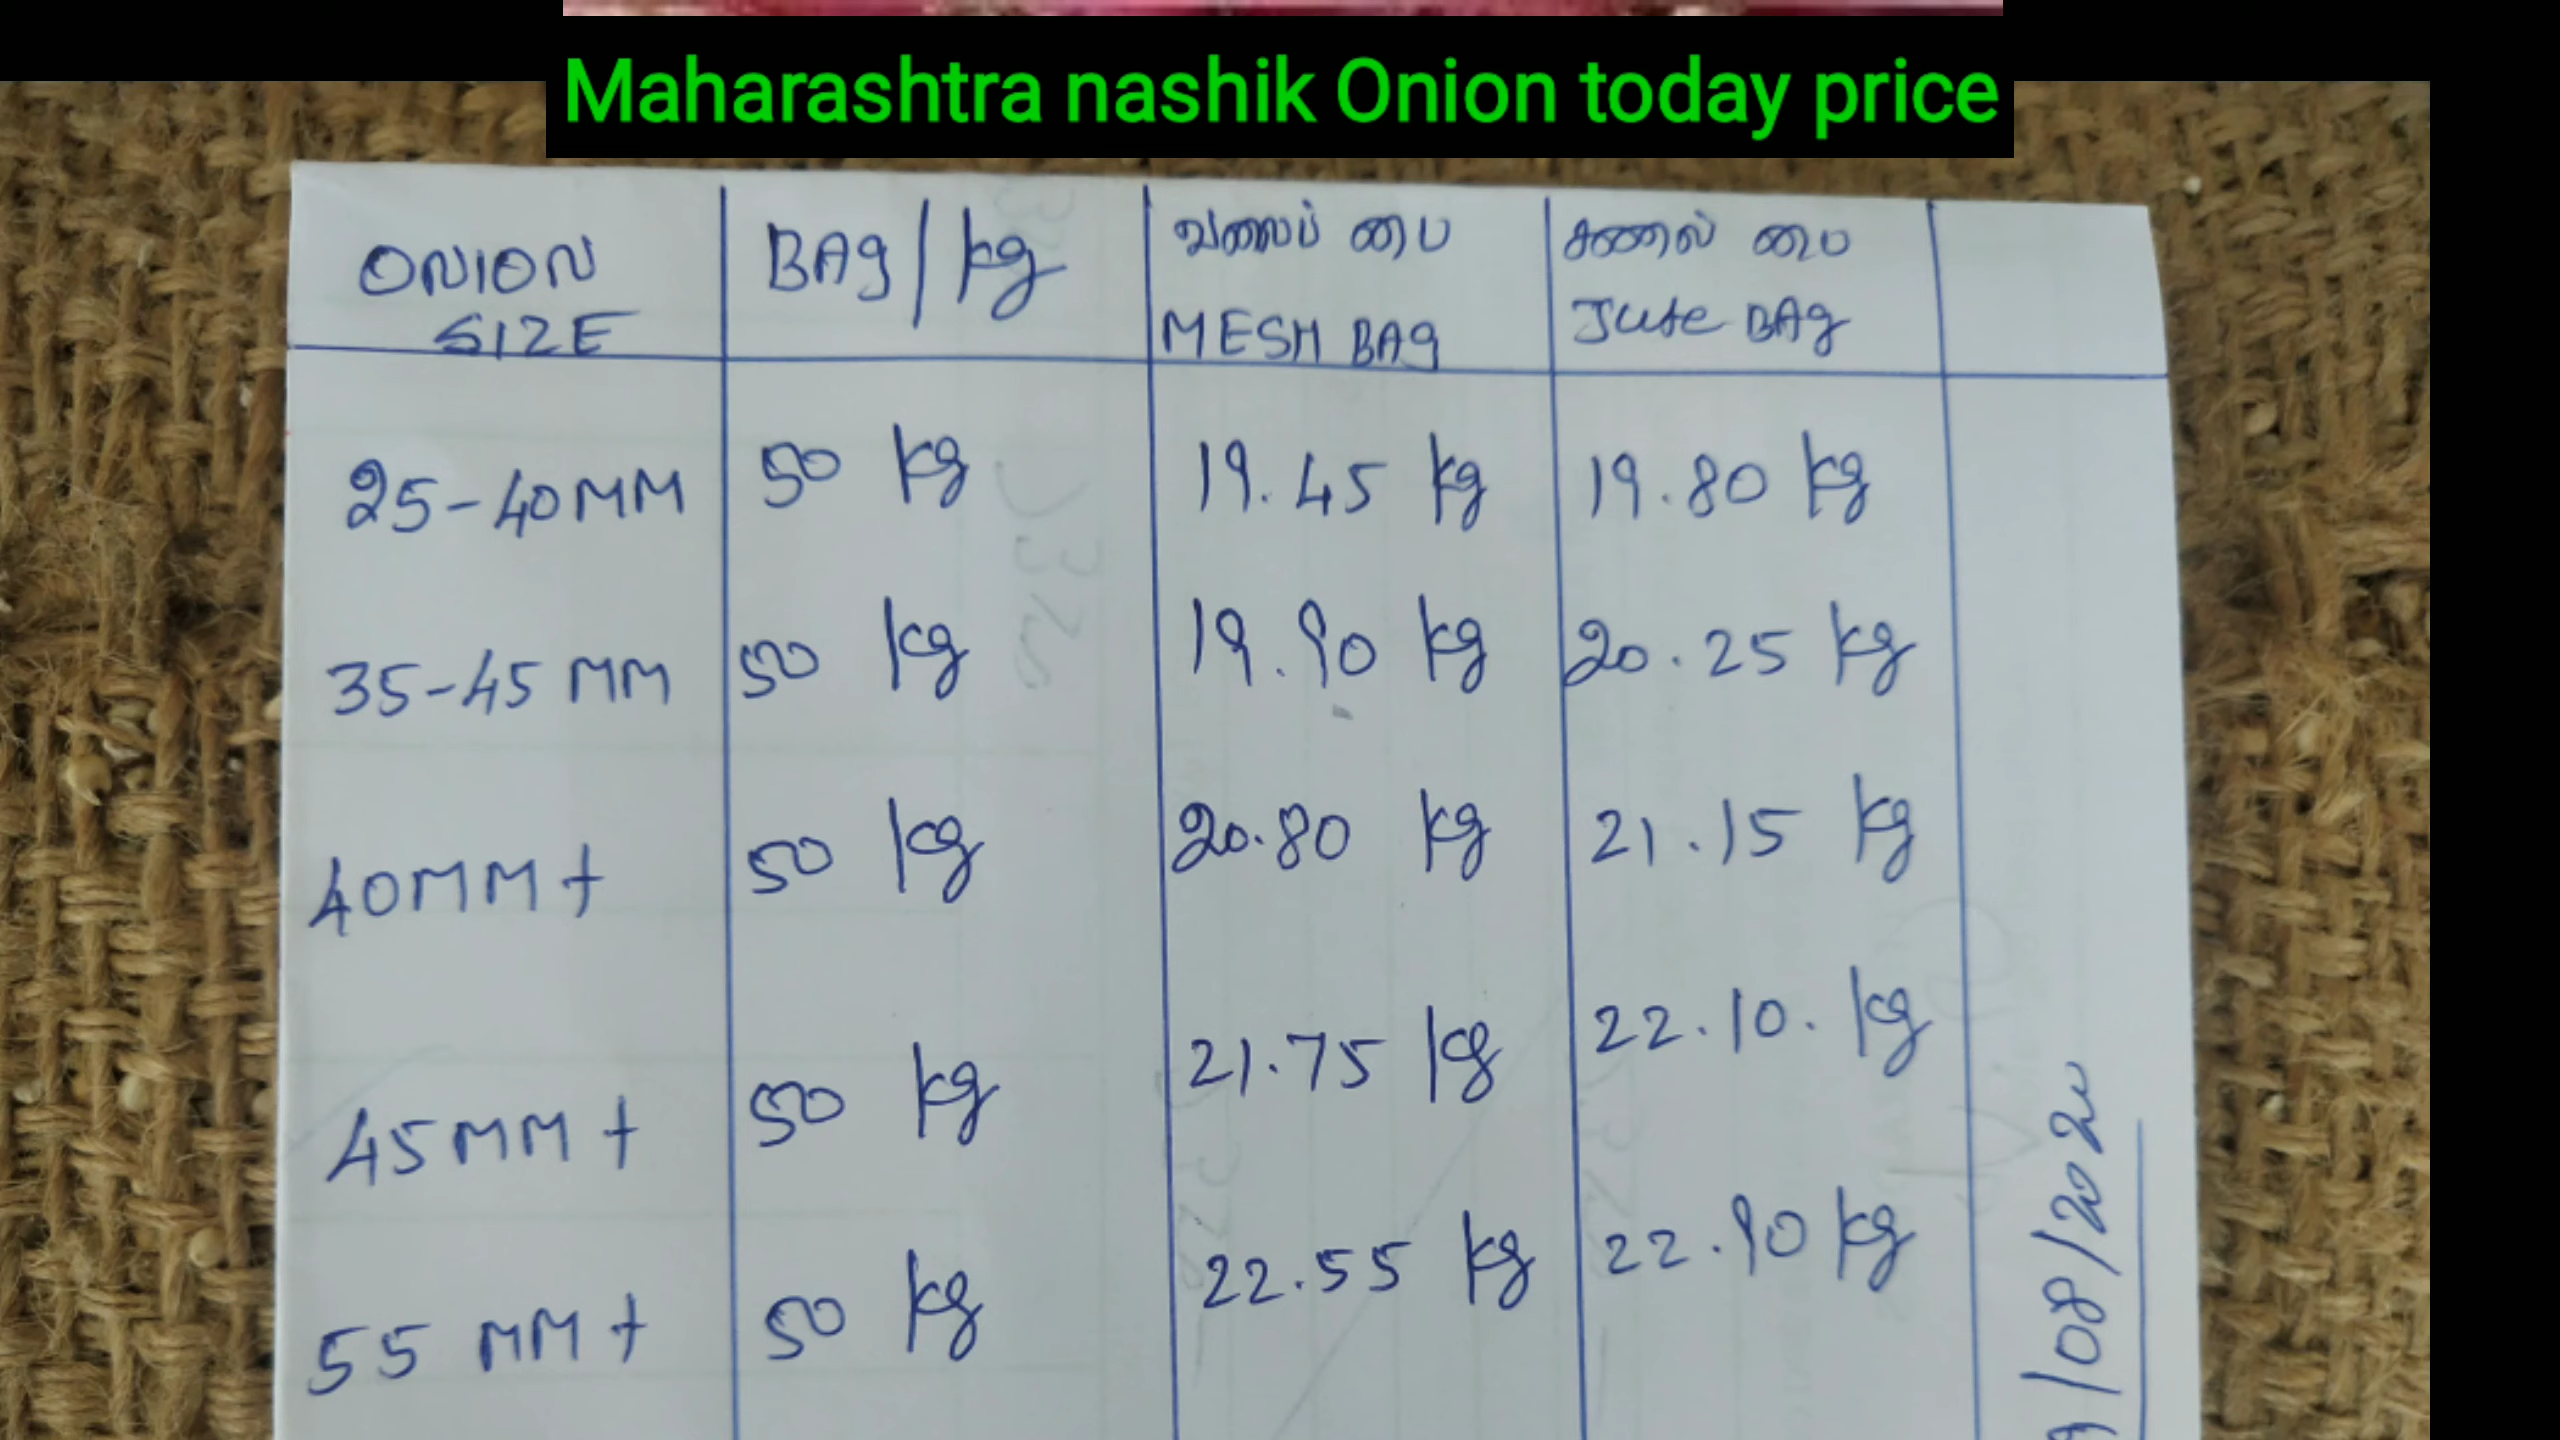 Maharashtra nashik Onion today price
ONION SIZE | BAg/kg | வலைப் பை MESH BAg | சணல் பை Jute BAg
25-40MM 50 kg 19.45 kg 19.80 kg
35-45 MM 50 kg 19.90 kg 20.25 kg
40MM+ 50 kg 20.80 kg 21.15 kg
45MM+ 50 kg 21.75 kg 22.10. kg
55 MM+ 50 kg 22.55 kg 22.90 kg
/08/2020